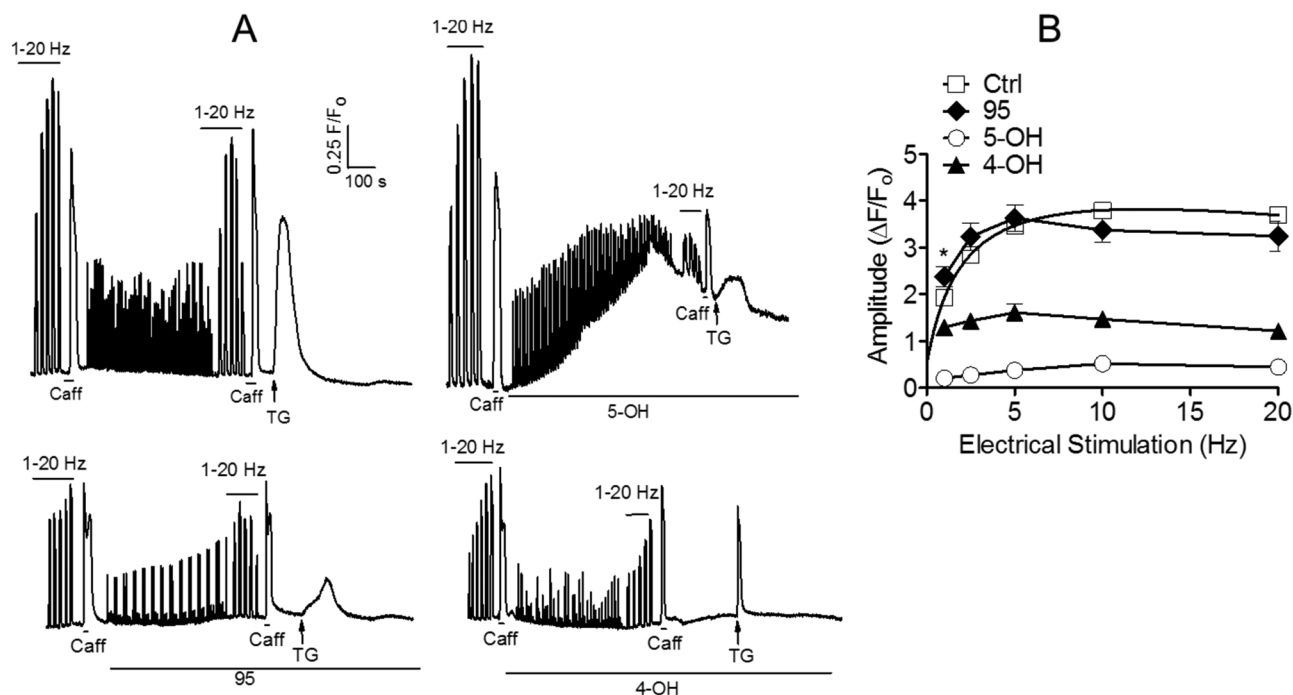 A
1-20 Hz
1-20 Hz
0.25 F/Fo
100 s
Caff
Caff
TG
1-20 Hz
1-20 Hz
Caff
Caff
TG
5-OH
1-20 Hz
1-20 Hz
Caff
Caff
TG
95
1-20 Hz
1-20 Hz
Caff
Caff
TG
4-OH
B
Ctrl
95
5-OH
4-OH
Amplitude (ΔF/Fo)
5
4
3
2
1
0
*
0 5 10 15 20
Electrical Stimulation (Hz)